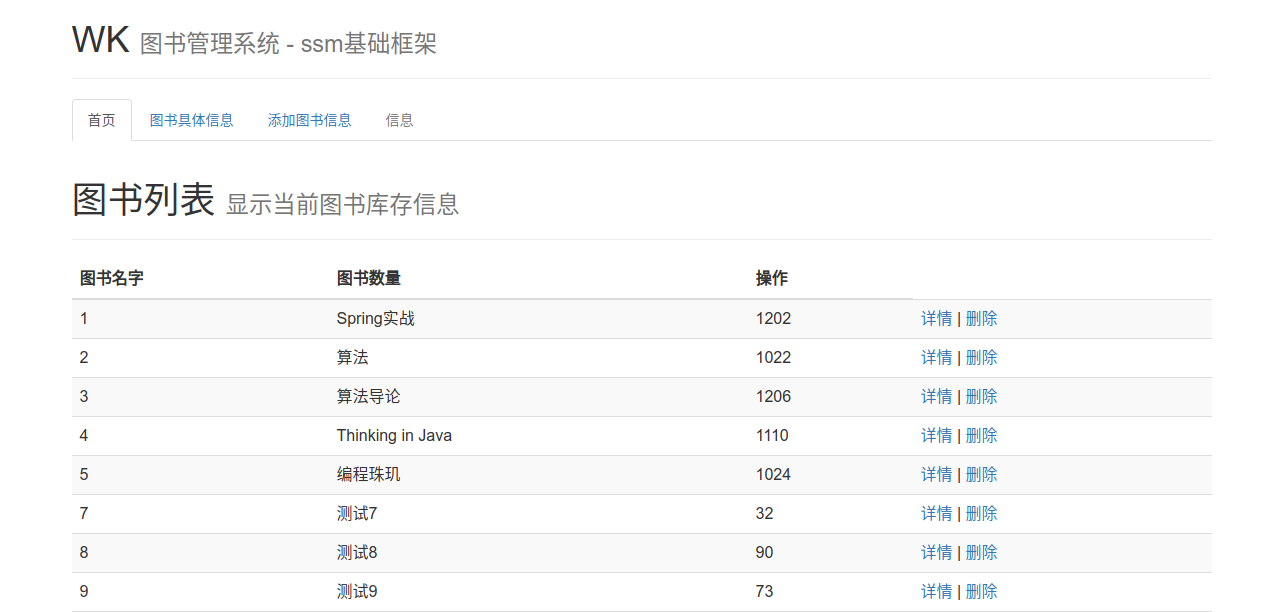 WK 图书管理系统 - ssm基础框架
首页 图书具体信息 添加图书信息 信息
图书列表 显示当前图书库存信息
图书名字 图书数量 操作
1 Spring实战 1202 详情 | 删除
2 算法 1022 详情 | 删除
3 算法导论 1206 详情 | 删除
4 Thinking in Java 1110 详情 | 删除
5 编程珠玑 1024 详情 | 删除
7 测试7 32 详情 | 删除
8 测试8 90 详情 | 删除
9 测试9 73 详情 | 删除